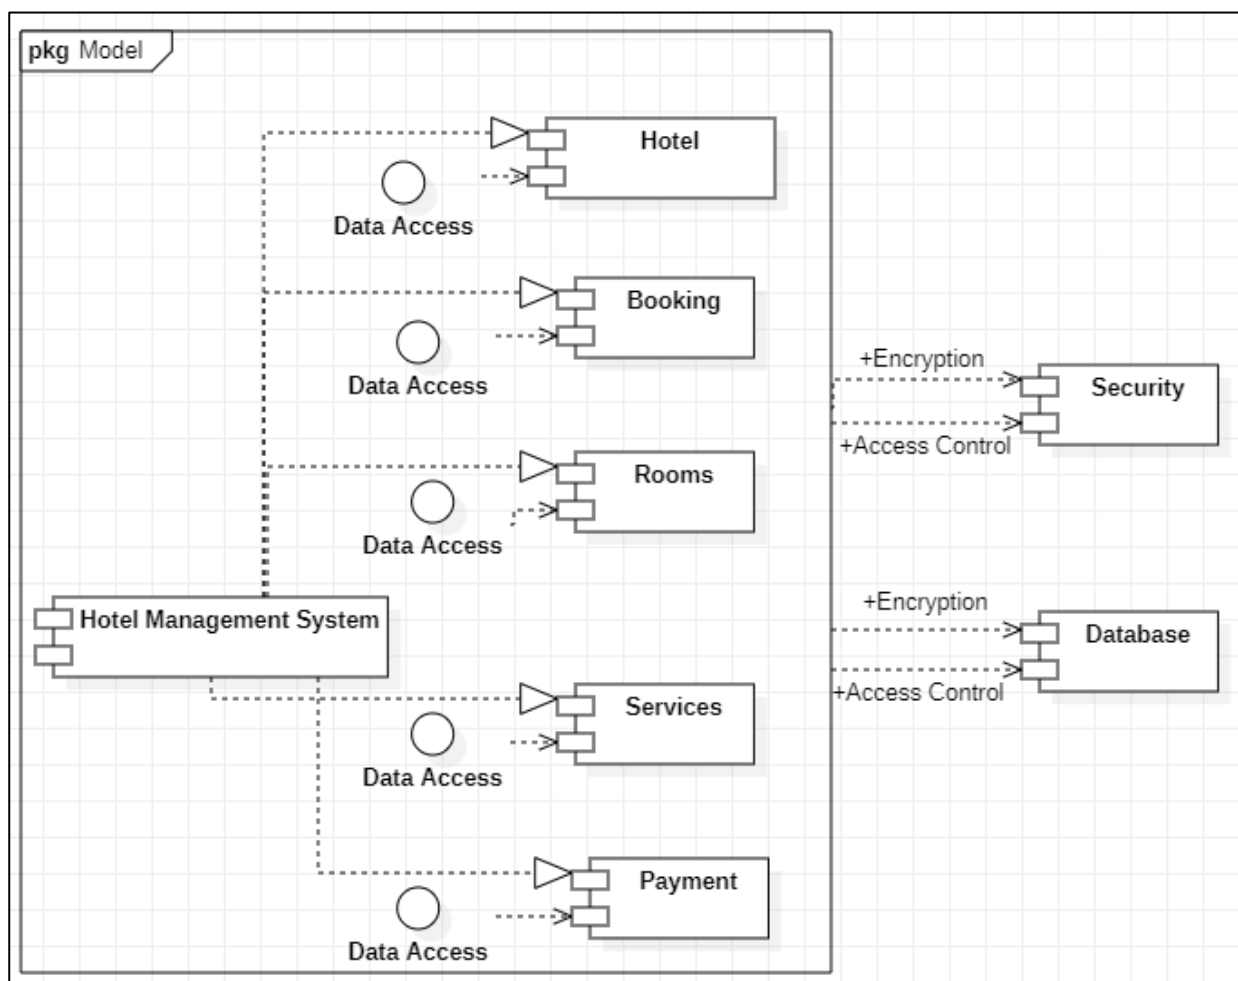 pkg Model
Hotel
Data Access
Booking
Data Access
+Encryption
Security
+Access Control
Rooms
Data Access
Hotel Management System
+Encryption
Database
+Access Control
Services
Data Access
Payment
Data Access